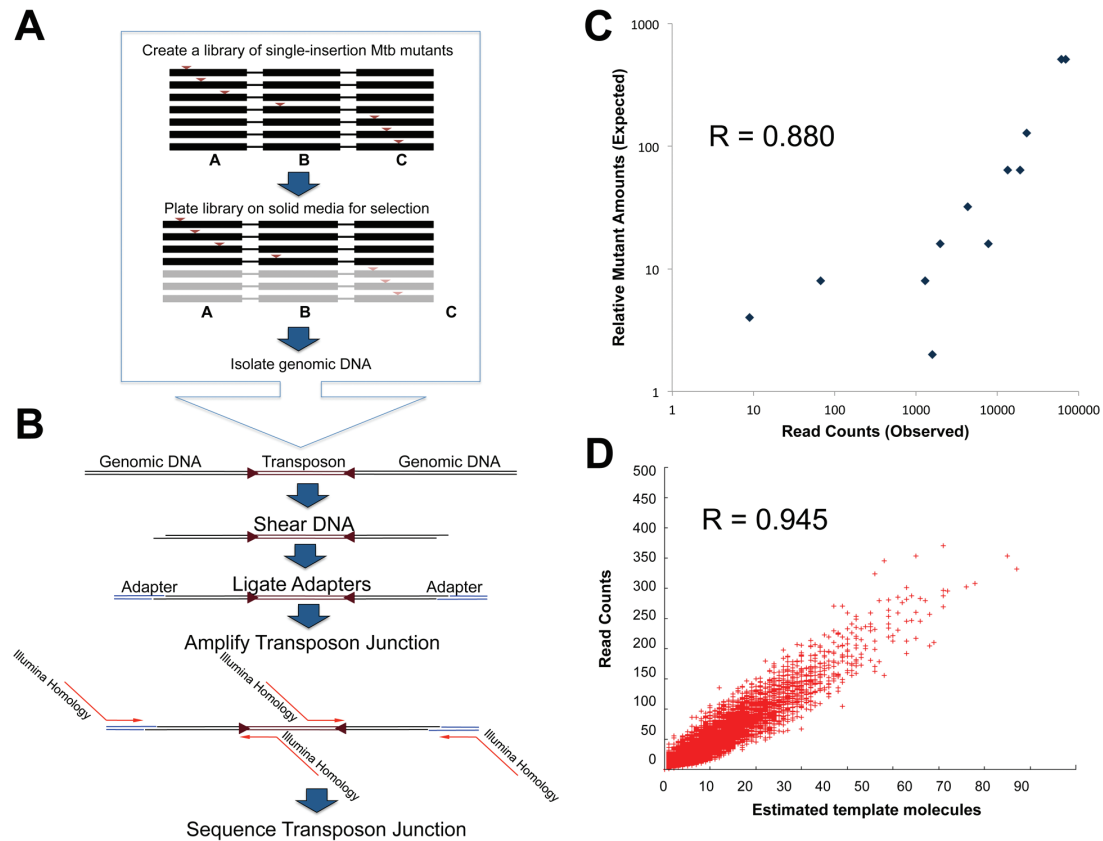 A
Create a library of single-insertion Mtb mutants
A B C
Plate library on solid media for selection
A B C
Isolate genomic DNA
B
Genomic DNA Transposon Genomic DNA
Shear DNA
Adapter Ligate Adapters Adapter
Amplify Transposon Junction
Illumina Homology
Illumina Homology
Illumina Homology
Illumina Homology
Sequence Transposon Junction
C
Relative Mutant Amounts (Expected)
1000
100
10
1
R = 0.880
1 10 100 1000 10000 100000
Read Counts (Observed)
D
Read Counts
500
450
400
350
300
250
200
150
100
50
0
R = 0.945
0 10 20 30 40 50 60 70 80 90
Estimated template molecules